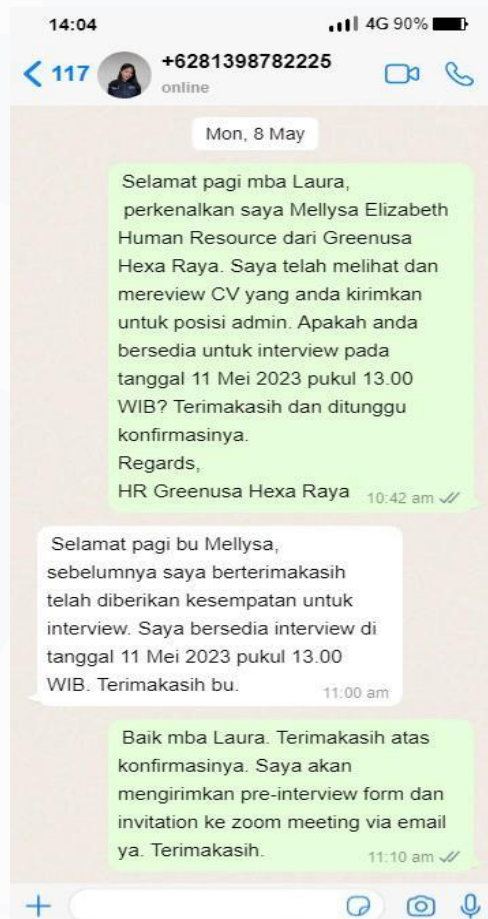 14:04
4G 90%
117
+6281398782225
online
Mon, 8 May
Selamat pagi mba Laura,
perkenalkan saya Mellysa Elizabeth
Human Resource dari Greenusa
Hexa Raya. Saya telah melihat dan
mereview CV yang anda kirimkan
untuk posisi admin. Apakah anda
bersedia untuk interview pada
tanggal 11 Mei 2023 pukul 13.00
WIB? Terimakasih dan ditunggu
konfirmasinya.
Regards,
HR Greenusa Hexa Raya
10:42 am
Selamat pagi bu Mellysa,
sebelumnya saya berterimakasih
telah diberikan kesempatan untuk
interview. Saya bersedia interview di
tanggal 11 Mei 2023 pukul 13.00
WIB. Terimakasih bu.
11:00 am
Baik mba Laura. Terimakasih atas
konfirmasinya. Saya akan
mengirimkan pre-interview form dan
invitation ke zoom meeting via email
ya. Terimakasih.
11:10 am